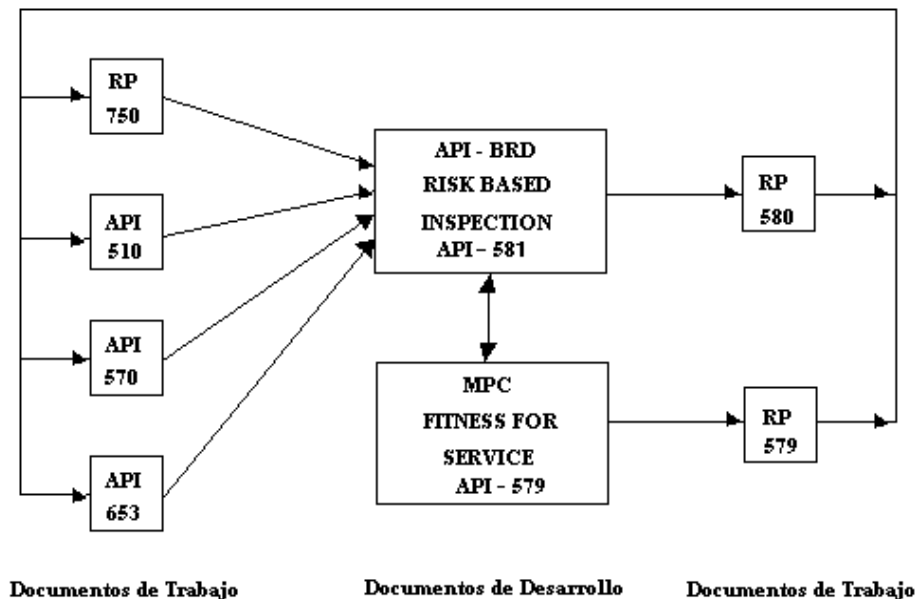 RP
750
API
510
API
570
API
653
API - BRD
RISK BASED
INSPECTION
API - 581
MPC
FITNESS FOR
SERVICE
API - 579
RP
580
RP
579
Documentos de Trabajo
Documentos de Desarrollo
Documentos de Trabajo